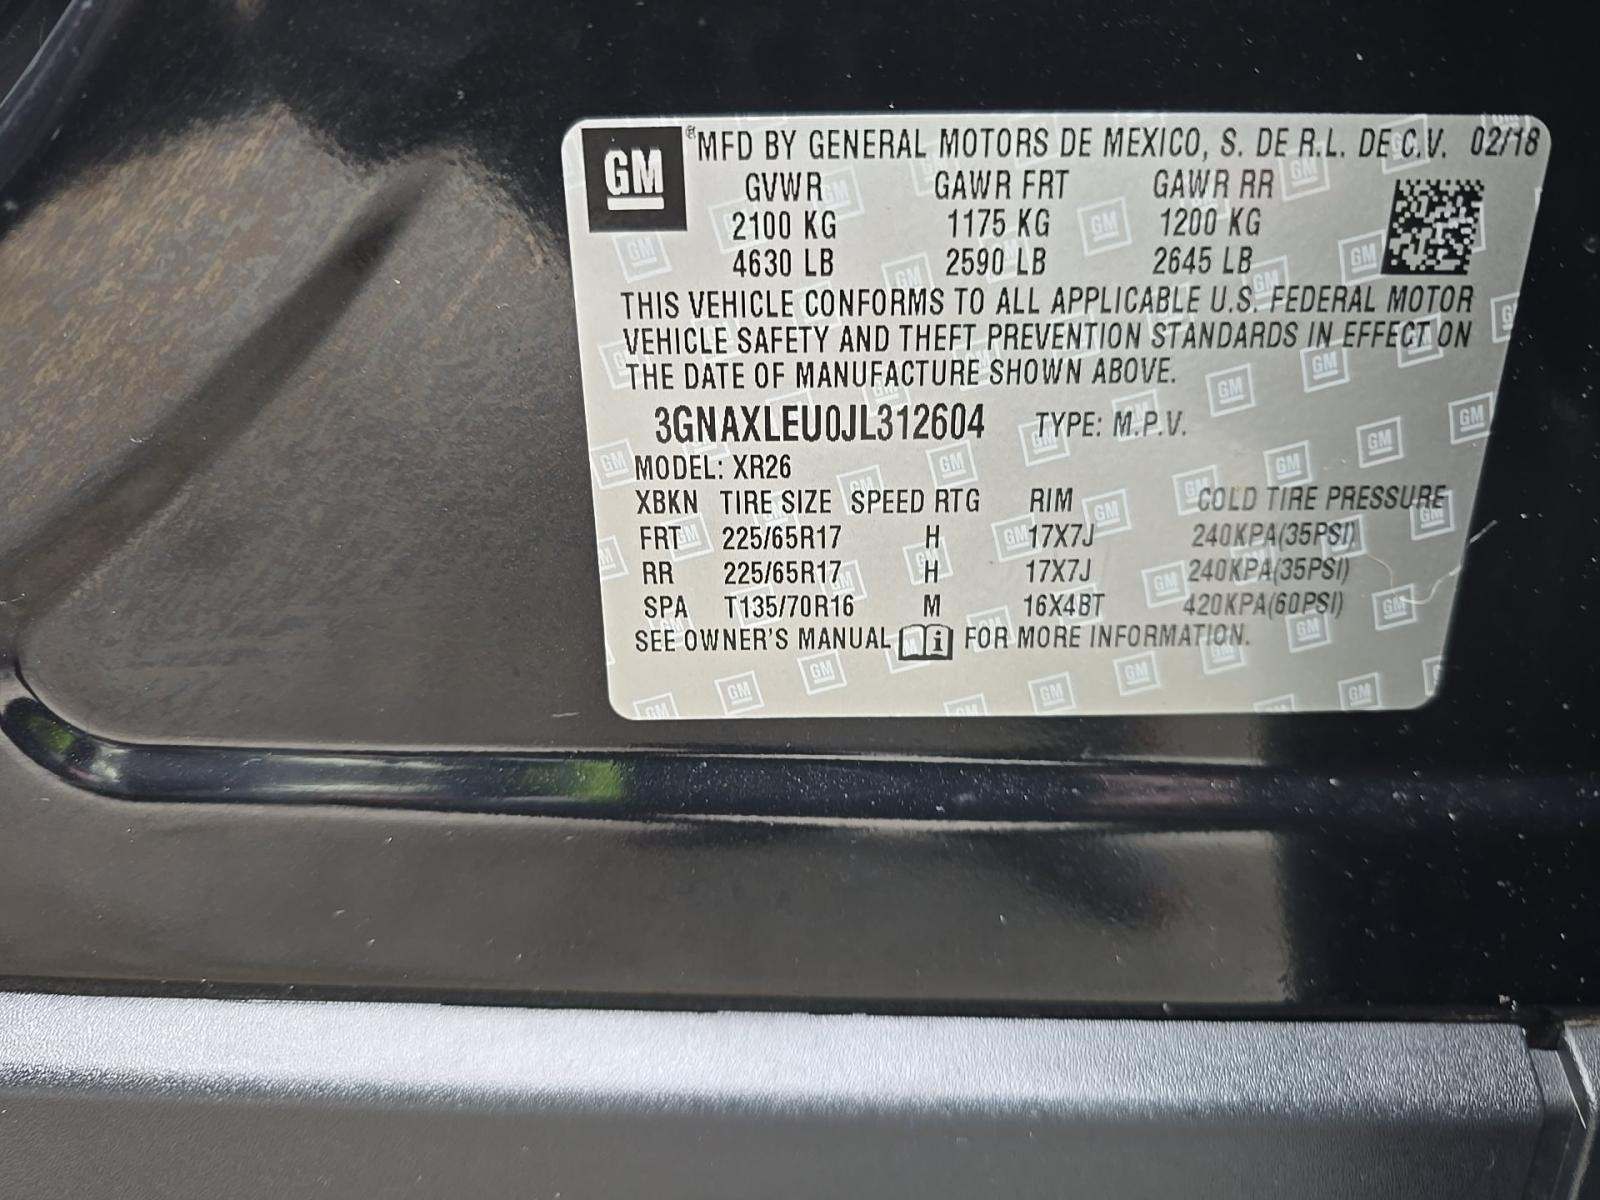 GM ® MFD BY GENERAL MOTORS DE MEXICO, S. DE R.L. DE C.V. 02/18
GVWR GAWR FRT GAWR RR
2100 KG 1175 KG 1200 KG
4630 LB 2590 LB 2645 LB
THIS VEHICLE CONFORMS TO ALL APPLICABLE U.S. FEDERAL MOTOR
VEHICLE SAFETY AND THEFT PREVENTION STANDARDS IN EFFECT ON
THE DATE OF MANUFACTURE SHOWN ABOVE.
3GNAXLEU0JL312604 TYPE: M.P.V.
MODEL: XR26
XBKN TIRE SIZE SPEED RTG RIM COLD TIRE PRESSURE
FRT 225/65R17 H 17X7J 240KPA(35PSI)
RR 225/65R17 H 17X7J 240KPA(35PSI)
SPA T135/70R16 M 16X4BT 420KPA(60PSI)
SEE OWNER'S MANUAL i FOR MORE INFORMATION.